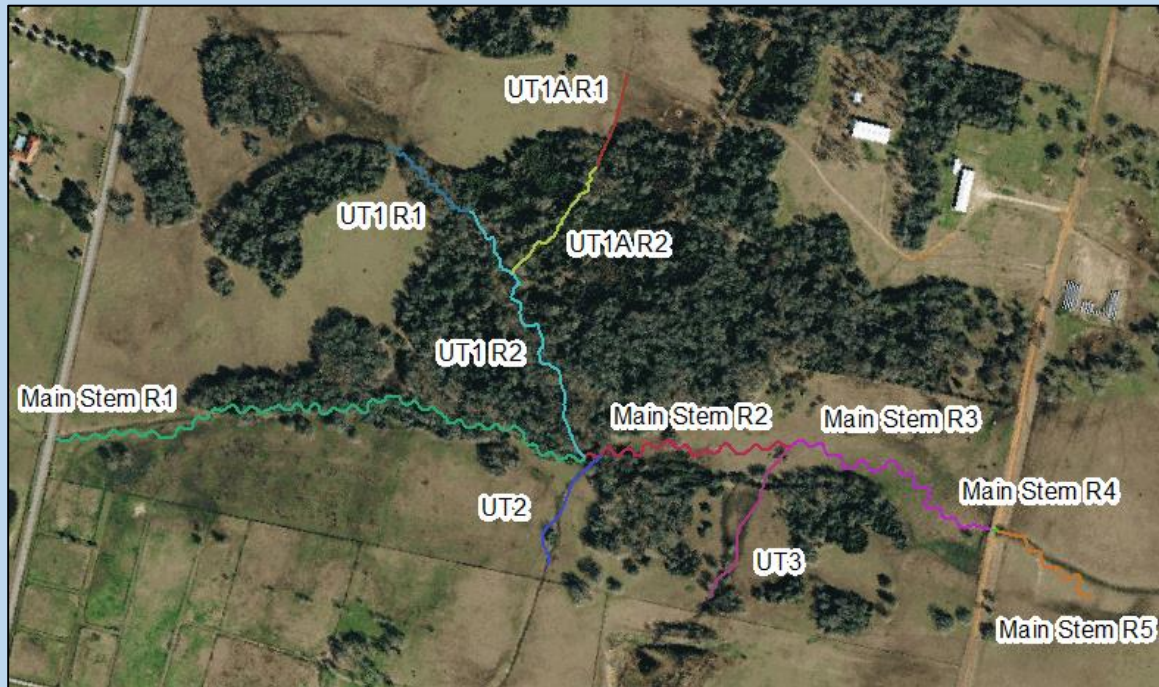 UT1A R1
UT1 R1
UT1A R2
UT1 R2
Main Stem R1
Main Stem R2
Main Stem R3
Main Stem R4
UT2
UT3
Main Stem R5